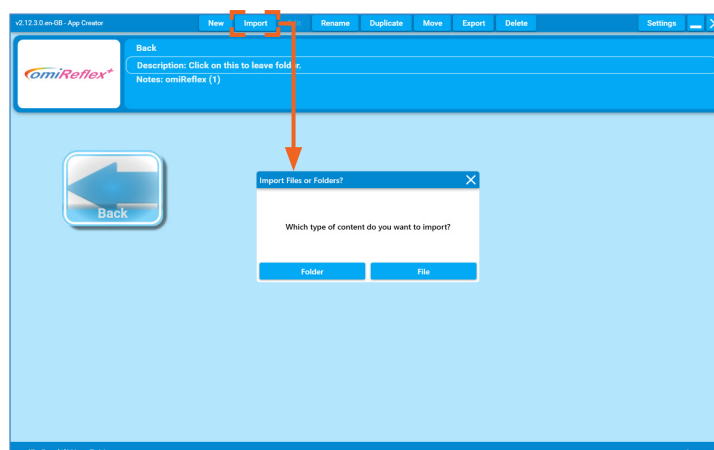 v2.12.3.0.en-GB - App Creator New Import Rename Duplicate Move Export Delete Settings
Back
omiReflex+
Description: Click on this to leave folder.
Notes: omiReflex (1)
Import Files or Folders?
Back
Which type of content do you want to import?
Folder File